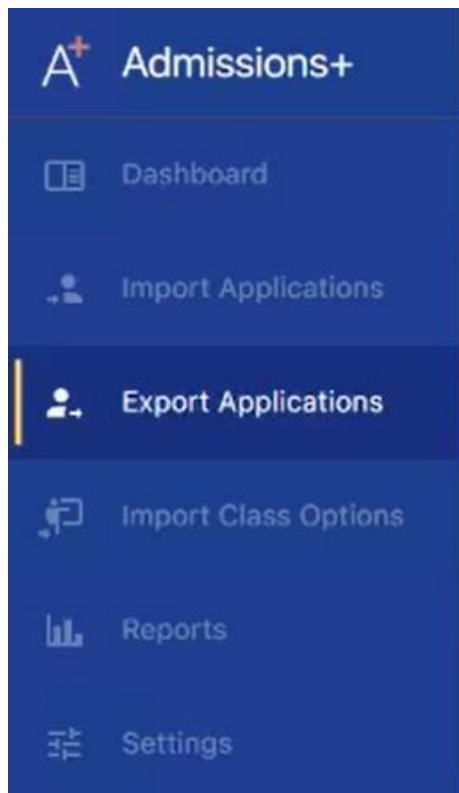 A+ Admissions+
Dashboard
Import Applications
Export Applications
Import Class Options
Reports
Settings